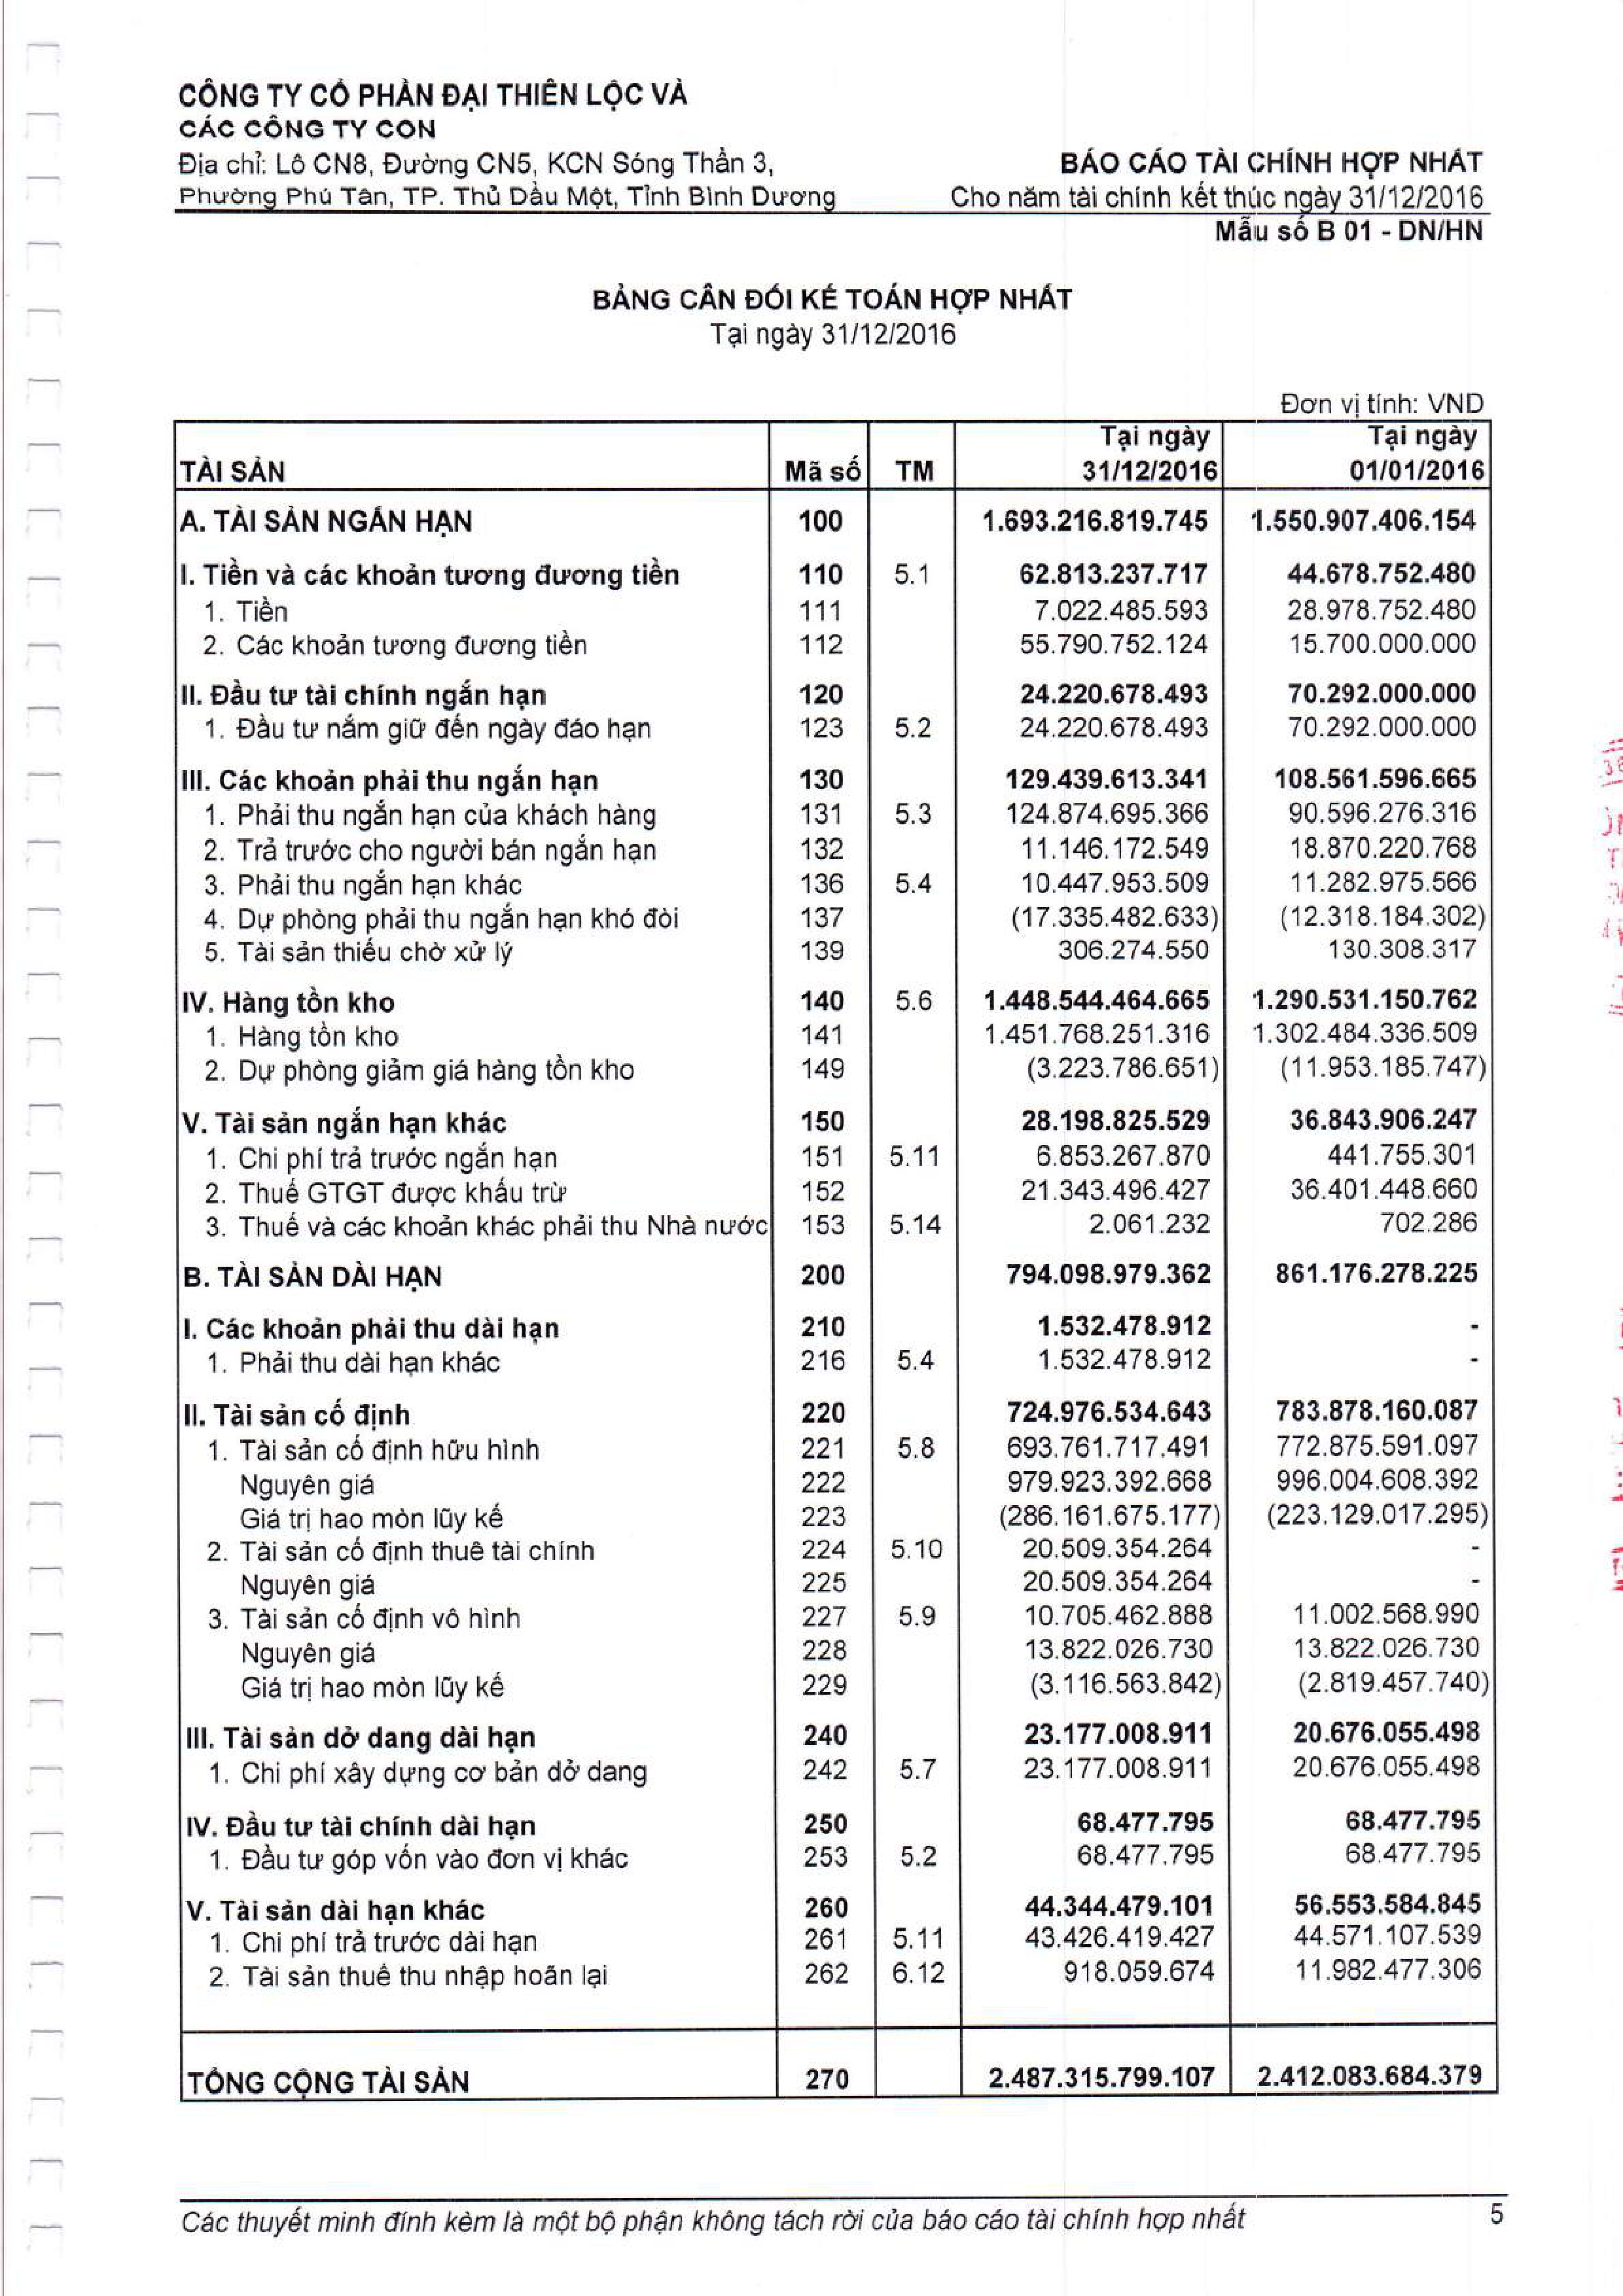 CÔNG TY CỔ PHẦN ĐẠI THIÊN LỘC VÀ
CÁC CÔNG TY CON
Địa chỉ: Lô CN8, Đường CN5, KCN Sóng Thần 3,
Phường Phú Tân, TP. Thủ Dầu Một, Tỉnh Bình Dương
BÁO CÁO TÀI CHÍNH HỢP NHẤT
Cho năm tài chính kết thúc ngày 31/12/2016
Mẫu số B 01 - DN/HN
BẢNG CÂN ĐỐI KẾ TOÁN HỢP NHẤT
Tại ngày 31/12/2016
Đơn vị tính: VND
TÀI SẢN Mã số TM Tại ngày 31/12/2016 Tại ngày 01/01/2016
A. TÀI SẢN NGẮN HẠN 100 1.693.216.819.745 1.550.907.406.154
I. Tiền và các khoản tương đương tiền 110 5.1 62.813.237.717 44.678.752.480
1. Tiền 111 7.022.485.593 28.978.752.480
2. Các khoản tương đương tiền 112 55.790.752.124 15.700.000.000
II. Đầu tư tài chính ngắn hạn 120 24.220.678.493 70.292.000.000
1. Đầu tư nắm giữ đến ngày đáo hạn 123 5.2 24.220.678.493 70.292.000.000
III. Các khoản phải thu ngắn hạn 130 129.439.613.341 108.561.596.665
1. Phải thu ngắn hạn của khách hàng 131 5.3 124.874.695.366 90.596.276.316
2. Trả trước cho người bán ngắn hạn 132 11.146.172.549 18.870.220.768
3. Phải thu ngắn hạn khác 136 5.4 10.447.953.509 11.282.975.566
4. Dự phòng phải thu ngắn hạn khó đòi 137 (17.335.482.633) (12.318.184.302)
5. Tài sản thiếu chờ xử lý 139 306.274.550 130.308.317
IV. Hàng tồn kho 140 5.6 1.448.544.464.665 1.290.531.150.762
1. Hàng tồn kho 141 1.451.768.251.316 1.302.484.336.509
2. Dự phòng giảm giá hàng tồn kho 149 (3.223.786.651) (11.953.185.747)
V. Tài sản ngắn hạn khác 150 28.198.825.529 36.843.906.247
1. Chi phí trả trước ngắn hạn 151 5.11 6.853.267.870 441.755.301
2. Thuế GTGT được khấu trừ 152 21.343.496.427 36.401.448.660
3. Thuế và các khoản khác phải thu Nhà nước 153 5.14 2.061.232 702.286
B. TÀI SẢN DÀI HẠN 200 794.098.979.362 861.176.278.225
I. Các khoản phải thu dài hạn 210 1.532.478.912 -
1. Phải thu dài hạn khác 216 5.4 1.532.478.912 -
II. Tài sản cố định 220 724.976.534.643 783.878.160.087
1. Tài sản cố định hữu hình 221 5.8 693.761.717.491 772.875.591.097
Nguyên giá 222 979.923.392.668 996.004.608.392
Giá trị hao mòn lũy kế 223 (286.161.675.177) (223.129.017.295)
2. Tài sản cố định thuê tài chính 224 5.10 20.509.354.264 -
Nguyên giá 225 20.509.354.264 -
3. Tài sản cố định vô hình 227 5.9 10.705.462.888 11.002.568.990
Nguyên giá 228 13.822.026.730 13.822.026.730
Giá trị hao mòn lũy kế 229 (3.116.563.842) (2.819.457.740)
III. Tài sản dở dang dài hạn 240 23.177.008.911 20.676.055.498
1. Chi phí xây dựng cơ bản dở dang 242 5.7 23.177.008.911 20.676.055.498
IV. Đầu tư tài chính dài hạn 250 68.477.795 68.477.795
1. Đầu tư góp vốn vào đơn vị khác 253 5.2 68.477.795 68.477.795
V. Tài sản dài hạn khác 260 44.344.479.101 56.553.584.845
1. Chi phí trả trước dài hạn 261 5.11 43.426.419.427 44.571.107.539
2. Tài sản thuế thu nhập hoãn lại 262 6.12 918.059.674 11.982.477.306
TỔNG CỘNG TÀI SẢN 270 2.487.315.799.107 2.412.083.684.379
Các thuyết minh đính kèm là một bộ phận không tách rời của báo cáo tài chính hợp nhất 5